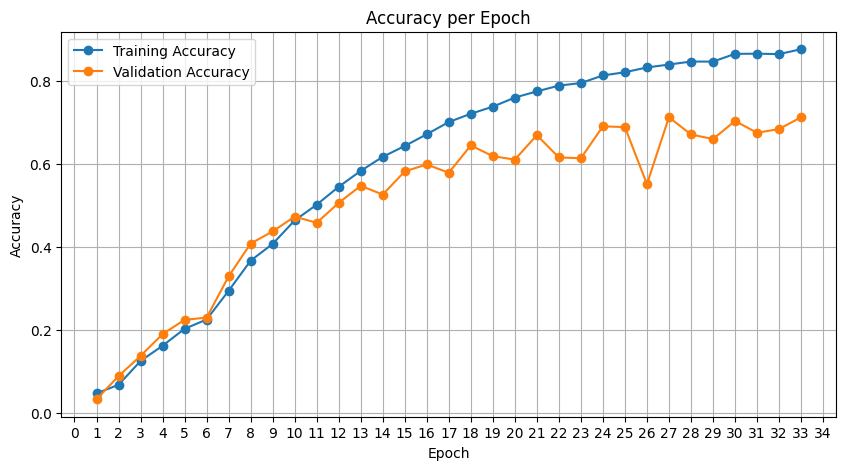 Accuracy per Epoch
Training Accuracy
Validation Accuracy
Accuracy
0.8
0.6
0.4
0.2
0.0
0 1 2 3 4 5 6 7 8 9 10 11 12 13 14 15 16 17 18 19 20 21 22 23 24 25 26 27 28 29 30 31 32 33 34
Epoch